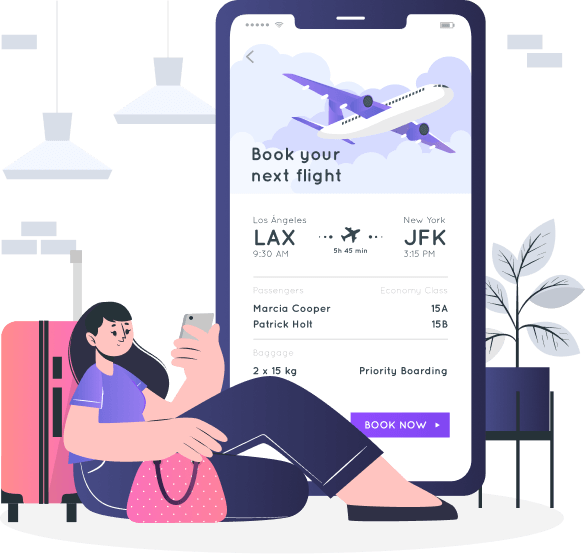 Book your
next flight
Los Ángeles New York
LAX JFK
5h 45 min
9:30 AM 3:15 PM
Passengers Economy Class
Marcia Cooper 15A
Patrick Holt 15B
Baggage
2 x 15 kg Priority Boarding
BOOK NOW